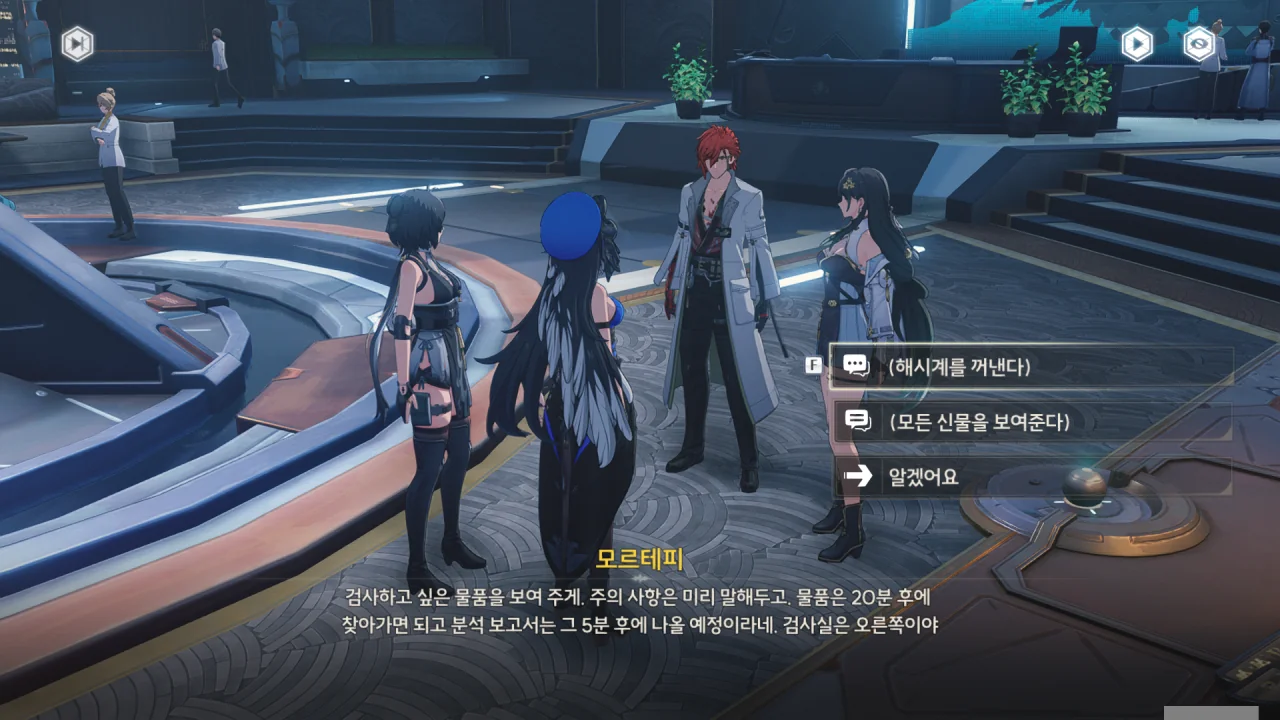 F
(해시계를 꺼낸다)
(모든 신물을 보여준다)
알겠어요
모르테피
검사하고 싶은 물품을 보여 주게. 주의 사항은 미리 말해두고. 물품은 20분 후에
찾아가면 되고 분석 보고서는 그 5분 후에 나올 예정이라네. 검사실은 오른쪽이야